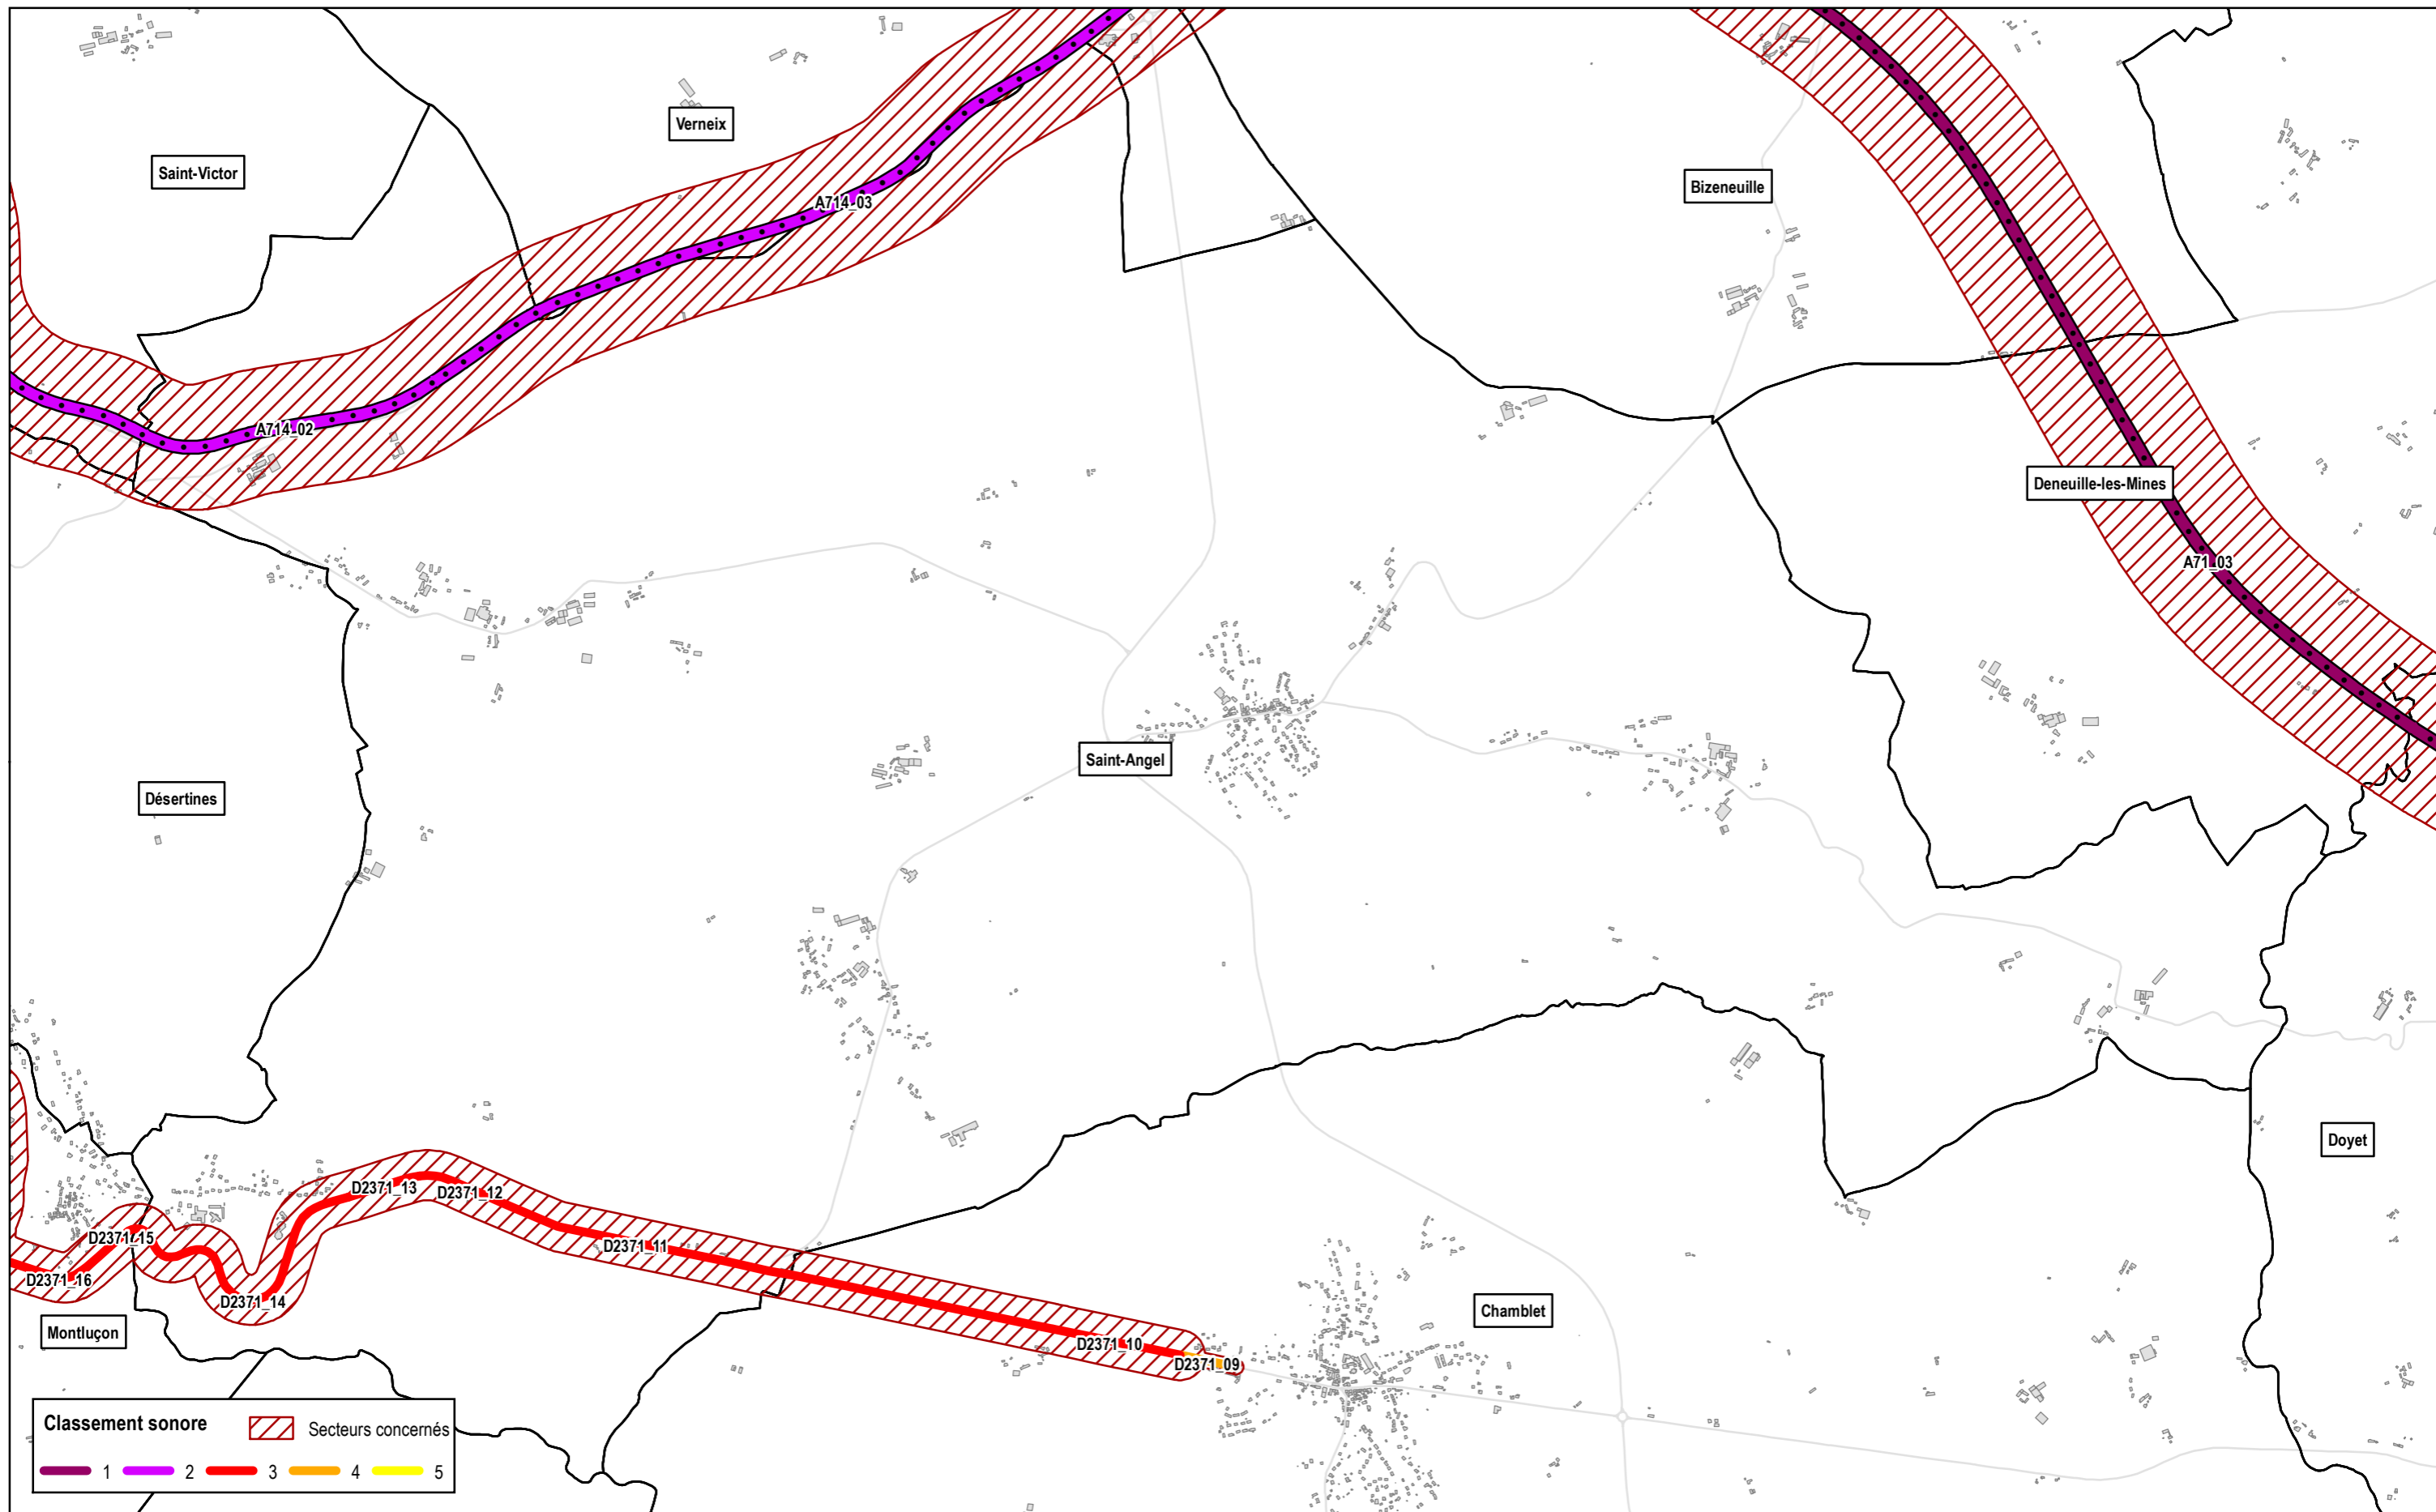 Verneix
Saint-Victor
Bizeneuille
A714_03
A714_02
Deneuille-les-Mines
A71_03
Saint-Angel
Désertines
Doyet
D2371_13
D2371_12
D2371_15
D2371_11
D2371_16
D2371_14
Chamblet
Montluçon
D2371_10
D2371_09
Classement sonore
Secteurs concernés
1 2 3 4 5